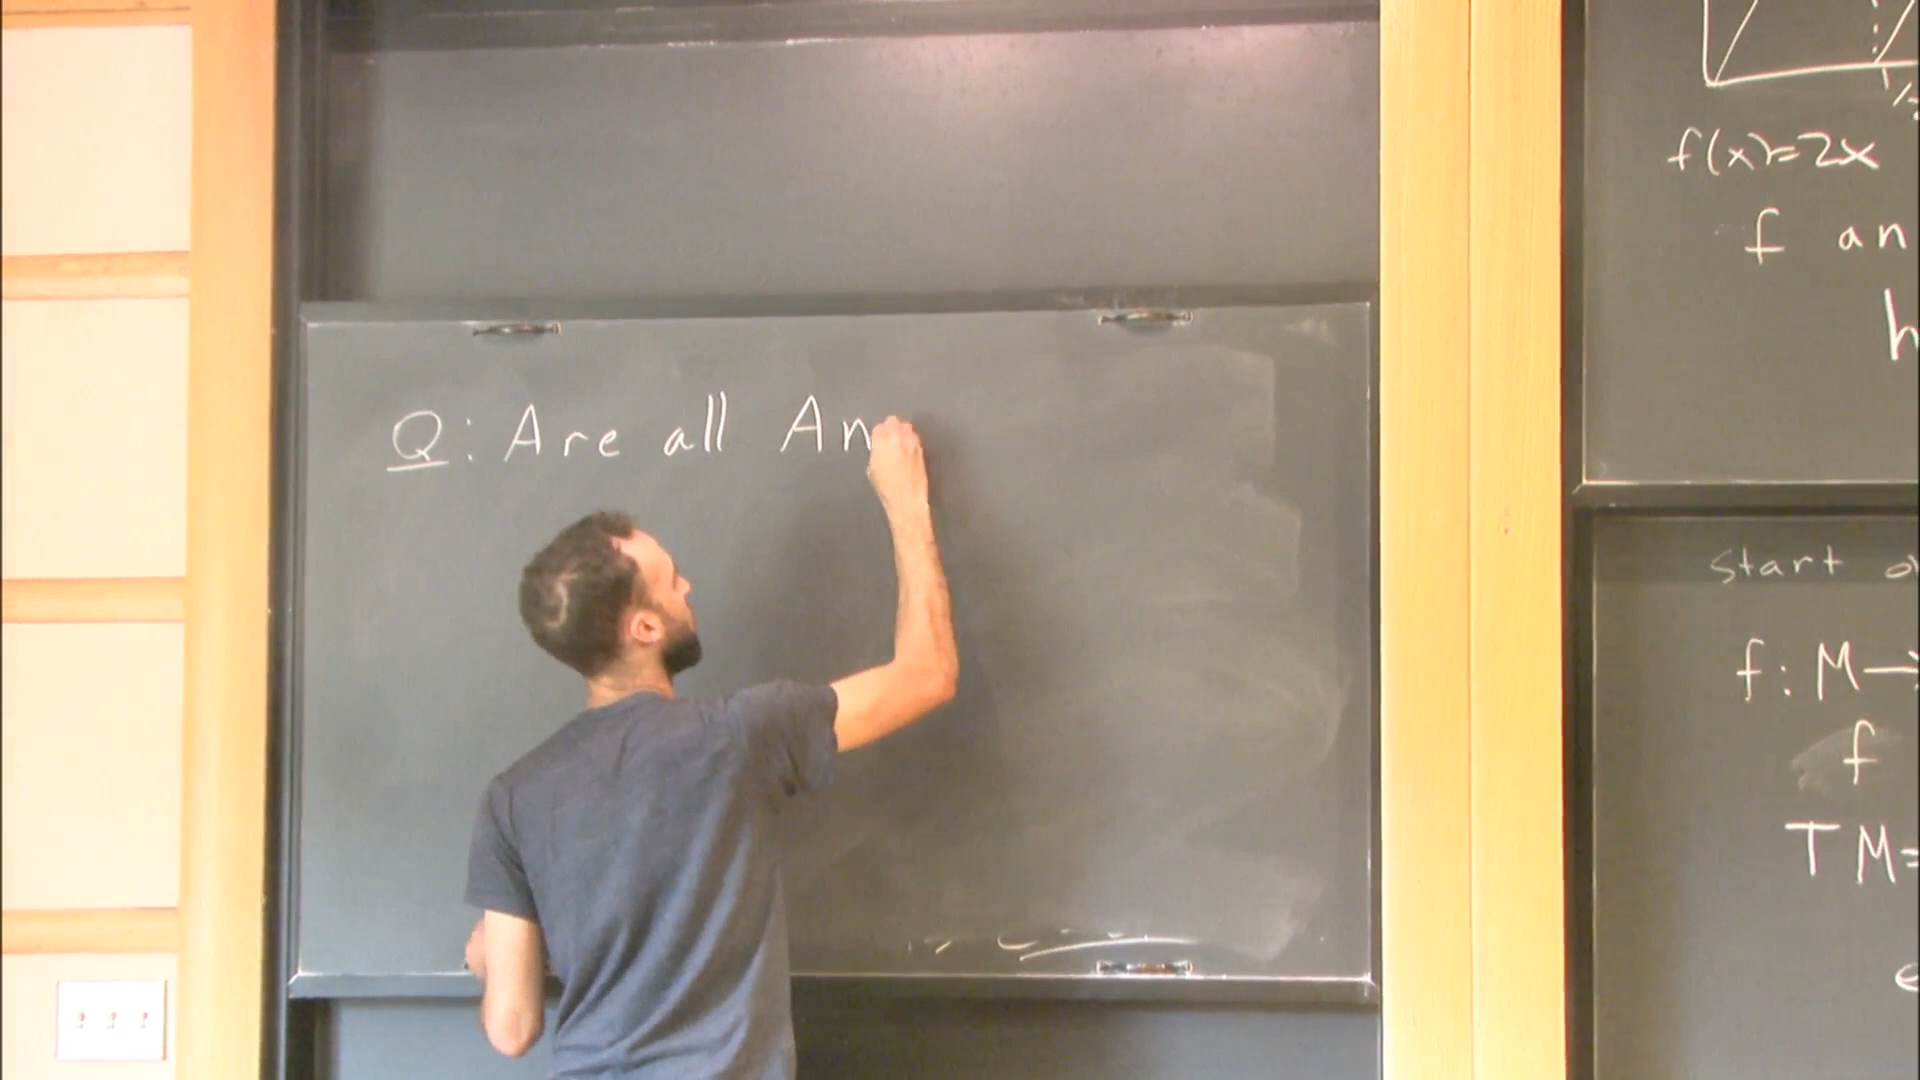 Q: Are all An
f(x)=2x
f an
h
start
f: M→
f
TM=